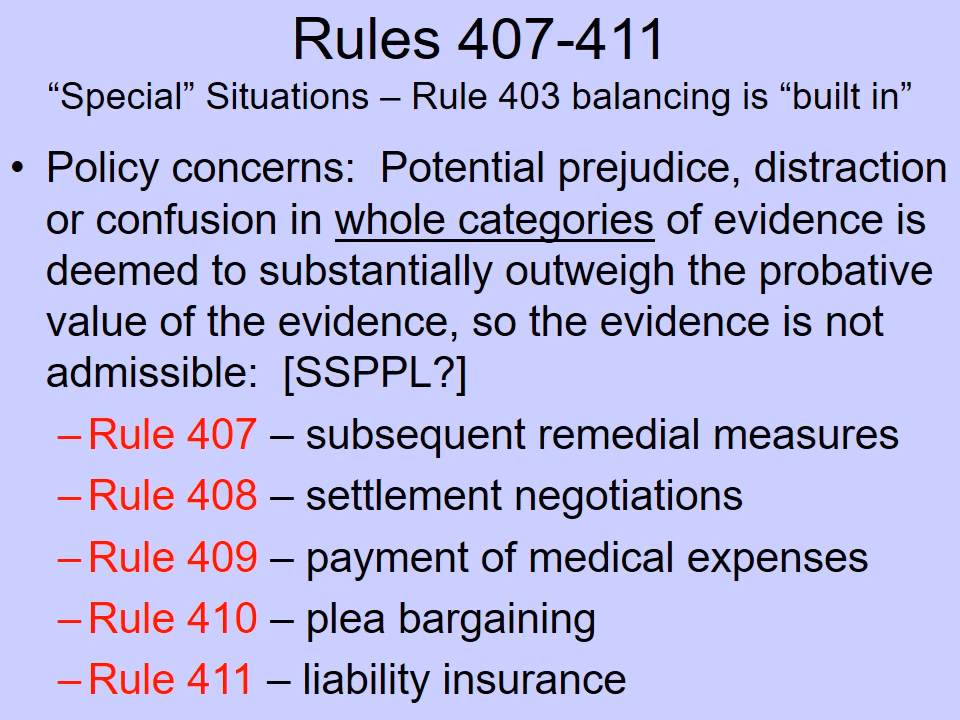 Rules 407-411
“Special” Situations – Rule 403 balancing is “built in”
• Policy concerns:  Potential prejudice, distraction
or confusion in whole categories of evidence is
deemed to substantially outweigh the probative
value of the evidence, so the evidence is not
admissible:  [SSPPL?]
–Rule 407 – subsequent remedial measures
–Rule 408 – settlement negotiations
–Rule 409 – payment of medical expenses
–Rule 410 – plea bargaining
–Rule 411 – liability insurance